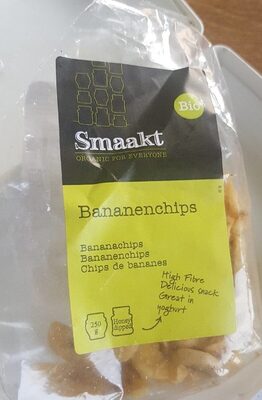 Bio
Smaakt
ORGANIC FOR EVERYONE
Bananenchips
Bananachips
Bananenchips
Chips de bananes
High Fibre
Delicious snack
Great in
yoghurt
250
g
Honey
dipped